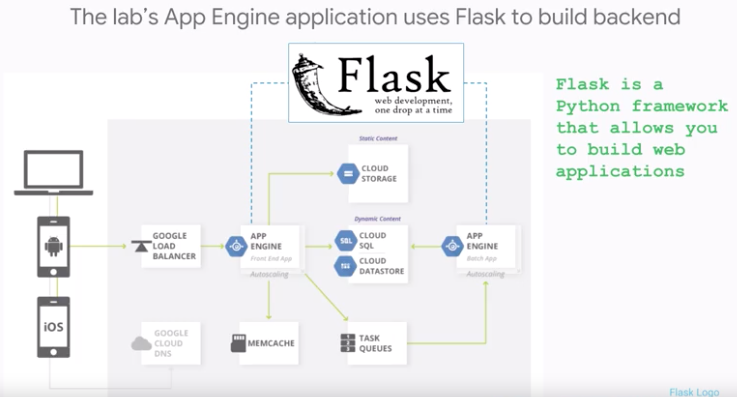 The lab's App Engine application uses Flask to build backend
Flask
web development,
one drop at a time
Flask is a
Python framework
that allows you
to build web
applications
Static Content
CLOUD
STORAGE
GOOGLE
LOAD
BALANCER
APP
ENGINE
Front End App
Autoscaling
Dynamic Content
SQL
CLOUD
SQL
CLOUD
DATASTORE
APP
ENGINE
Batch App
Autoscaling
iOS
GOOGLE
CLOUD
DNS
MEMCACHE
TASK
QUEUES
Flask Logo